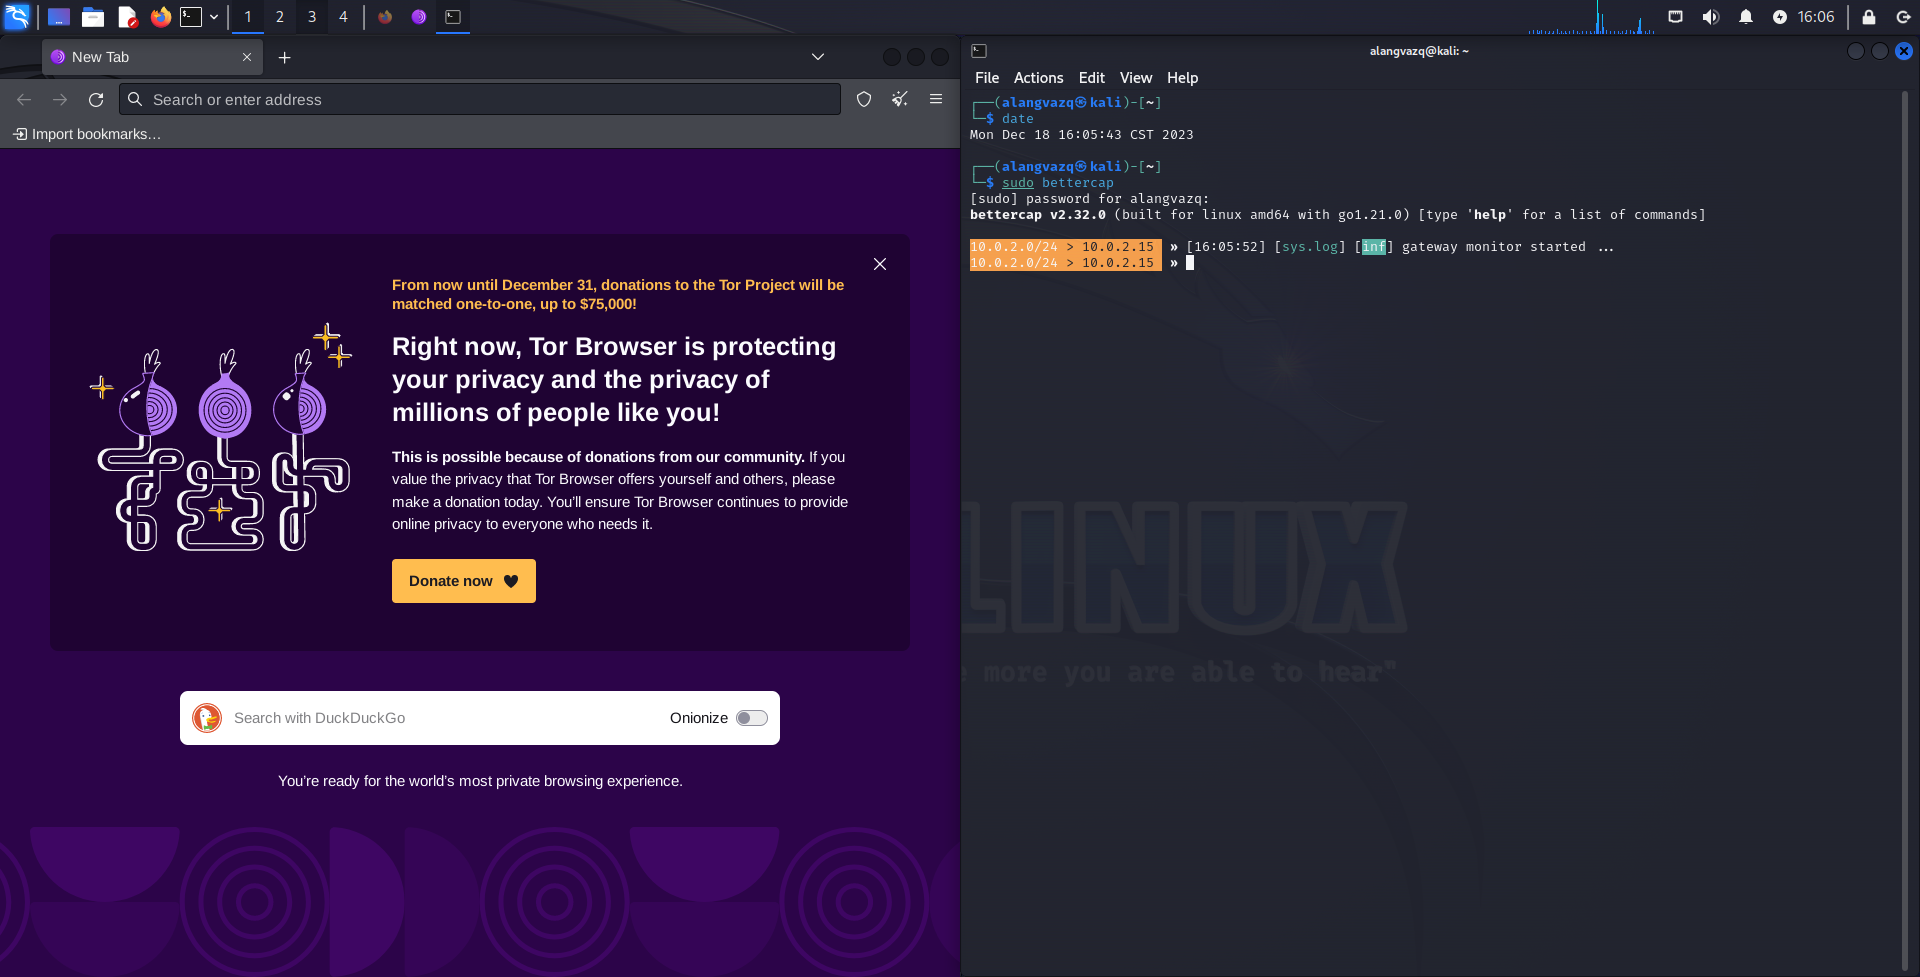 1 2 3 4
16:06
New Tab
Search or enter address
Import bookmarks…
From now until December 31, donations to the Tor Project will be
matched one-to-one, up to $75,000!
Right now, Tor Browser is protecting
your privacy and the privacy of
millions of people like you!
This is possible because of donations from our community. If you
value the privacy that Tor Browser offers yourself and others, please
make a donation today. You’ll ensure Tor Browser continues to provide
online privacy to everyone who needs it.
Donate now
Search with DuckDuckGo
Onionize
You’re ready for the world’s most private browsing experience.
alangvazq@kali: ~
File Actions Edit View Help
┌──(alangvazq㉿kali)-[~]
└─$ date
Mon Dec 18 16:05:43 CST 2023
┌──(alangvazq㉿kali)-[~]
└─$ sudo bettercap
[sudo] password for alangvazq:
bettercap v2.32.0 (built for linux amd64 with go1.21.0) [type 'help' for a list of commands]
10.0.2.0/24 > 10.0.2.15 » [16:05:52] [sys.log] [inf] gateway monitor started ...
10.0.2.0/24 > 10.0.2.15 »
LINUX
e more you are able to hear"